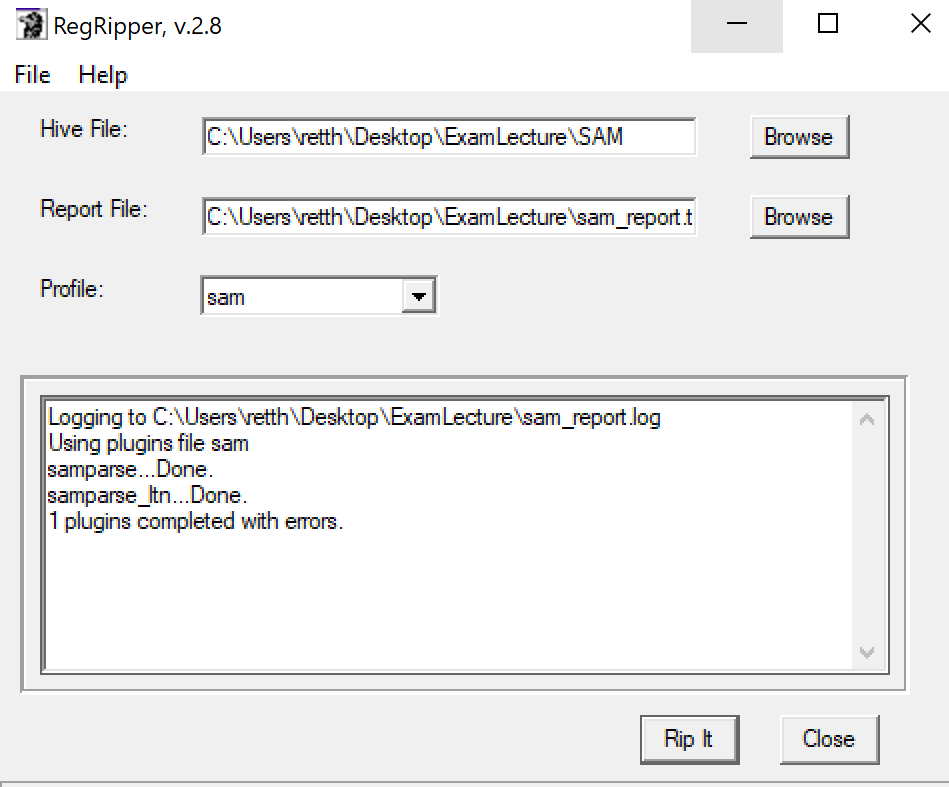 RegRipper, v.2.8
File Help
Hive File: C:\Users\retth\Desktop\ExamLecture\SAM Browse
Report File: C:\Users\retth\Desktop\ExamLecture\sam_report.t Browse
Profile: sam
Logging to C:\Users\retth\Desktop\ExamLecture\sam_report.log
Using plugins file sam
samparse...Done.
samparse_ltn...Done.
1 plugins completed with errors.
Rip It Close